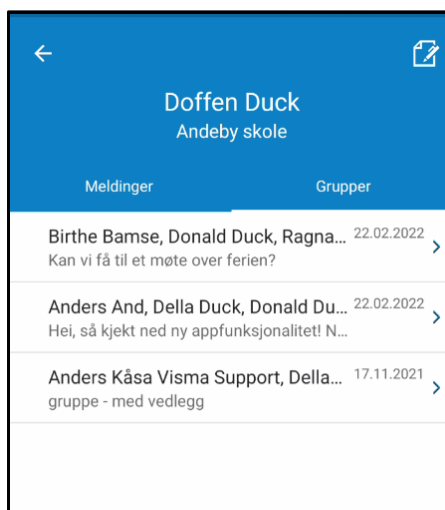 Doffen Duck
Andeby skole
Meldinger
Grupper
Birthe Bamse, Donald Duck, Ragna... 22.02.2022
Kan vi få til et møte over ferien?
Anders And, Della Duck, Donald Du... 22.02.2022
Hei, så kjekt ned ny appfunksjonalitet! N...
Anders Kåsa Visma Support, Della... 17.11.2021
gruppe - med vedlegg